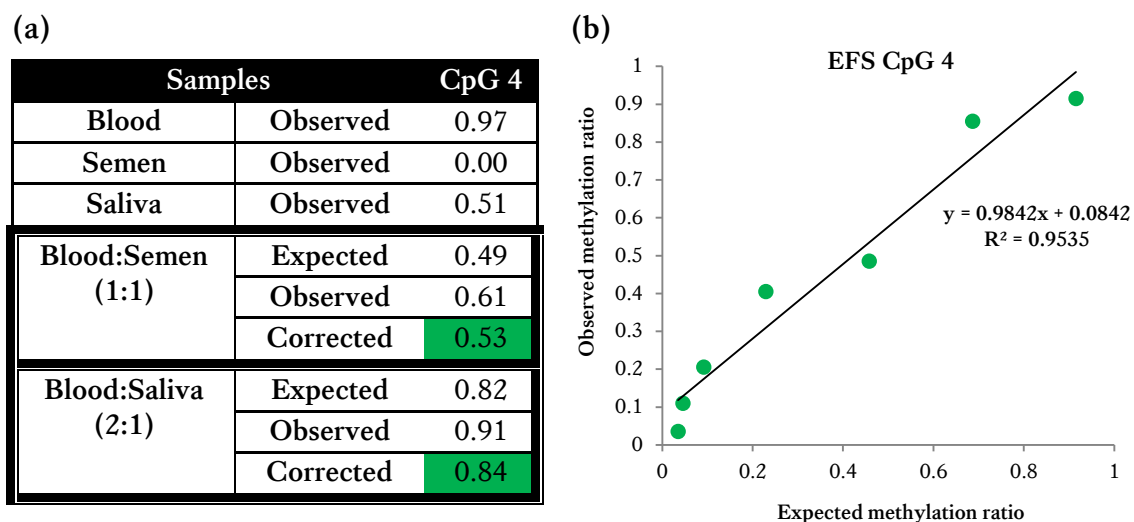 (a)
Samples CpG 4
Blood Observed 0.97
Semen Observed 0.00
Saliva Observed 0.51
Blood:Semen Expected 0.49
(1:1) Observed 0.61
Corrected 0.53
Blood:Saliva Expected 0.82
(2:1) Observed 0.91
Corrected 0.84
(b)
EFS CpG 4
Observed methylation ratio
1
0.9
0.8
0.7
0.6
0.5
0.4
0.3
0.2
0.1
0
y = 0.9842x + 0.0842
R² = 0.9535
0 0.2 0.4 0.6 0.8 1
Expected methylation ratio